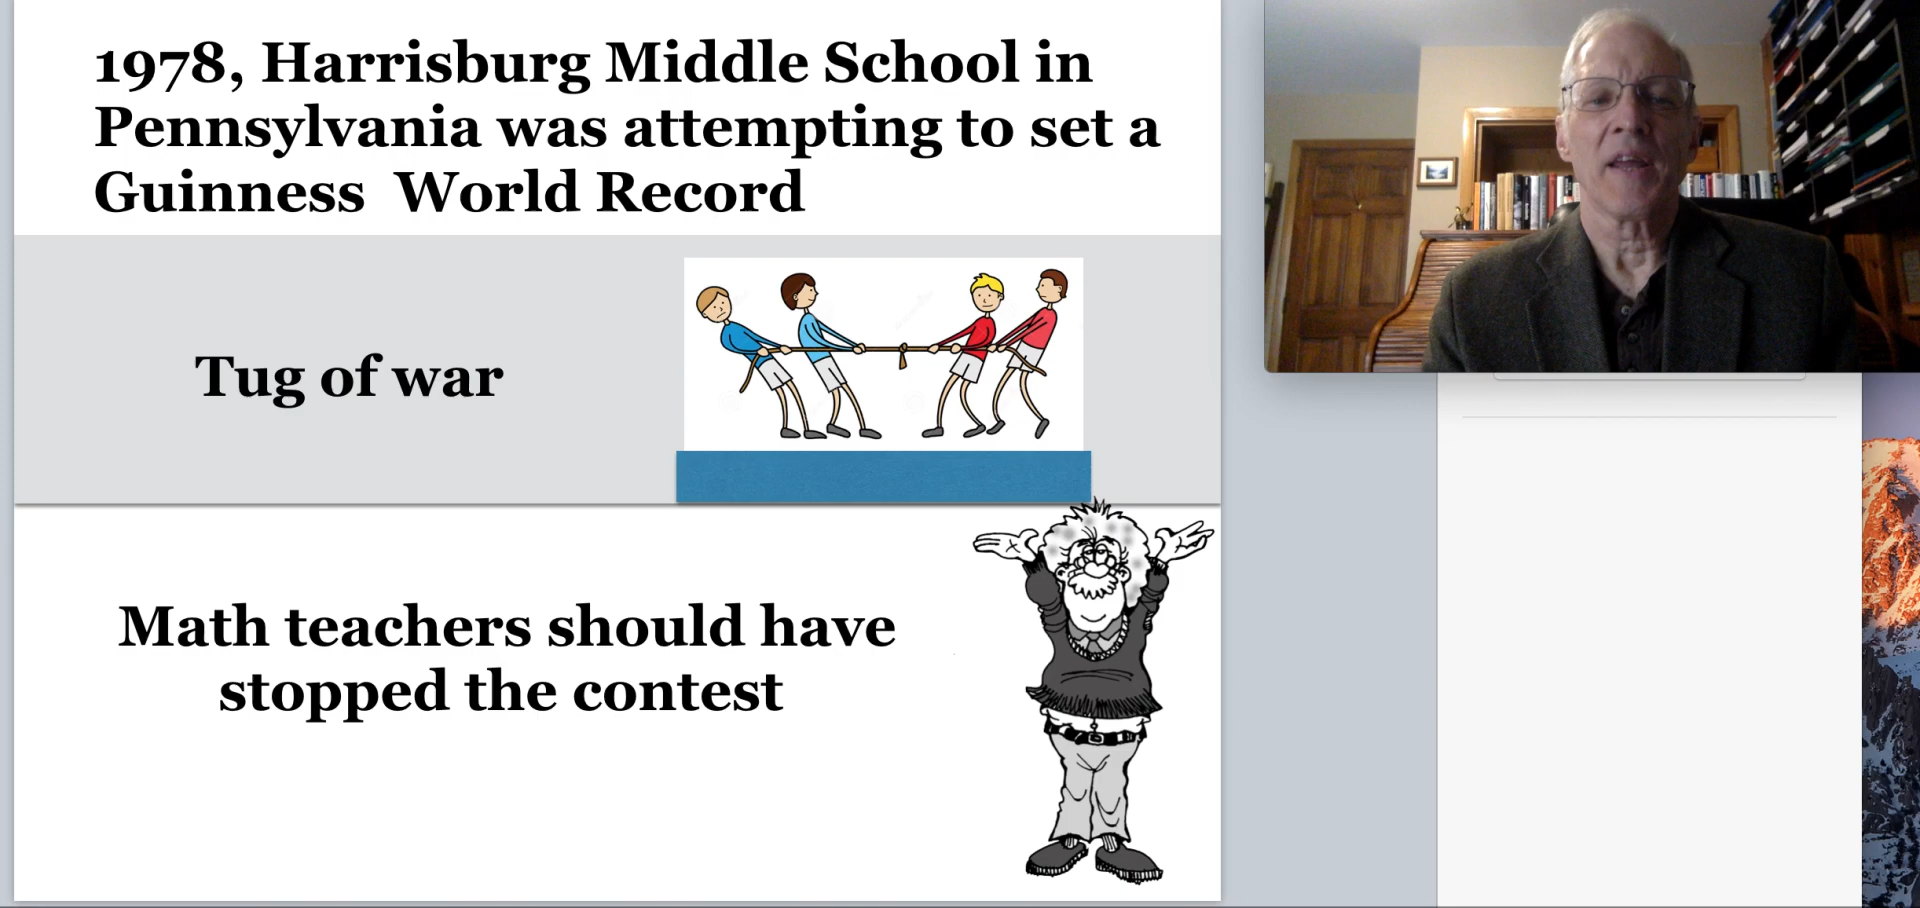 1978, Harrisburg Middle School in
Pennsylvania was attempting to set a
Guinness  World Record
Tug of war
Math teachers should have
stopped the contest